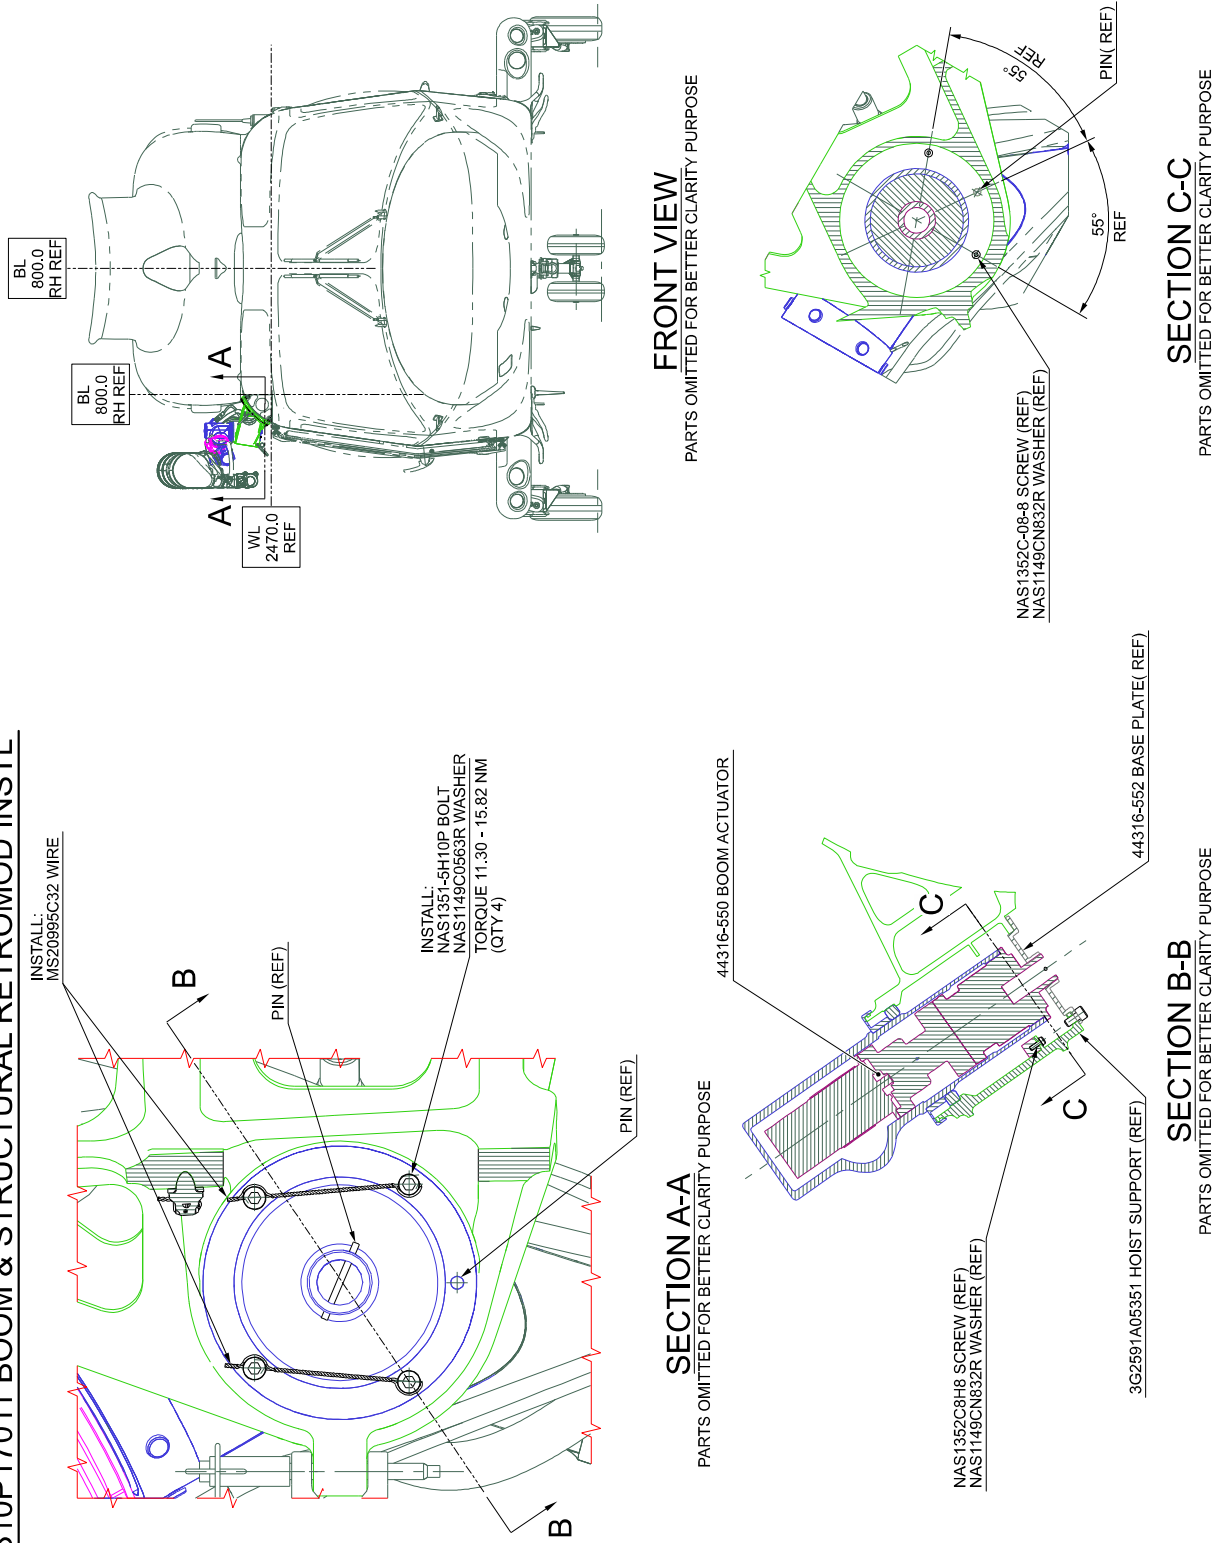 BOOM & STRUCTURAL RETROMOD INSTL
INSTALL:
MS20995C32 WIRE
B
PIN (REF)
INSTALL:
NAS1351-5H10P BOLT
NAS1149C0563R WASHER
TORQUE 11.30 - 15.82 NM
(QTY 4)
PIN (REF)
B
SECTION A-A
PARTS OMITTED FOR BETTER CLARITY PURPOSE
BL
800.0
RH REF
BL
800.0
RH REF
A
A
WL
2470.0
REF
FRONT VIEW
PARTS OMITTED FOR BETTER CLARITY PURPOSE
44316-550 BOOM ACTUATOR
C
44316-552 BASE PLATE( REF)
C
NAS1352C8H8 SCREW (REF)
NAS1149CN832R WASHER (REF)
3G2591A05351 HOIST SUPPORT (REF)
SECTION B-B
PARTS OMITTED FOR BETTER CLARITY PURPOSE
55°
REF
PIN( REF)
55°
REF
NAS1352C-08-8 SCREW (REF)
NAS1149CN832R WASHER (REF)
SECTION C-C
PARTS OMITTED FOR BETTER CLARITY PURPOSE